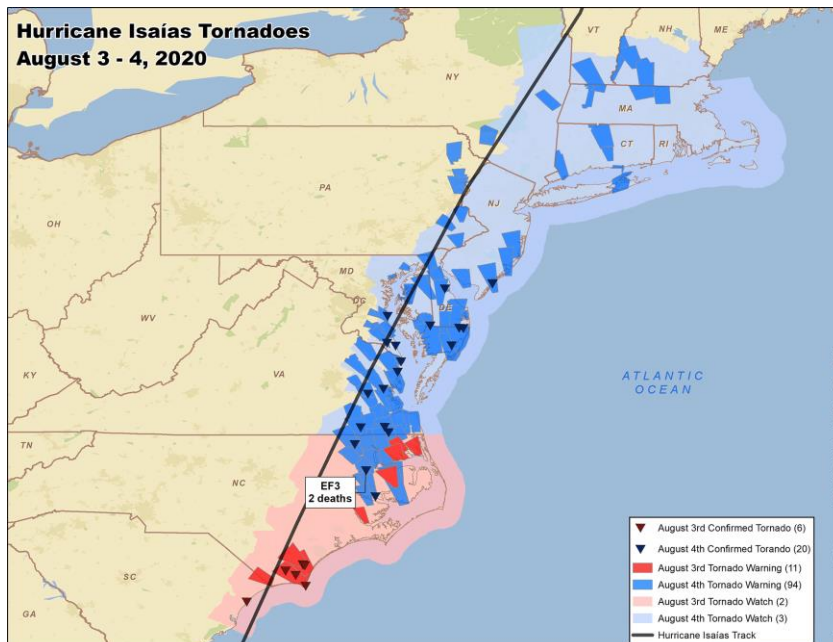 Hurricane Isaías Tornadoes
August 3 - 4, 2020
VT
NH
ME
NY
MA
CT
RI
PA
NJ
OH
MD
DC
DE
WV
VA
KY
ATLANTIC
OCEAN
TN
NC
EF3
2 deaths
SC
GA
August 3rd Confirmed Tornado (6)
August 4th Confirmed Torando (20)
August 3rd Tornado Warning (11)
August 4th Tornado Warning (94)
August 3rd Tornado Watch (2)
August 4th Tornado Watch (3)
Hurricane Isaías Track